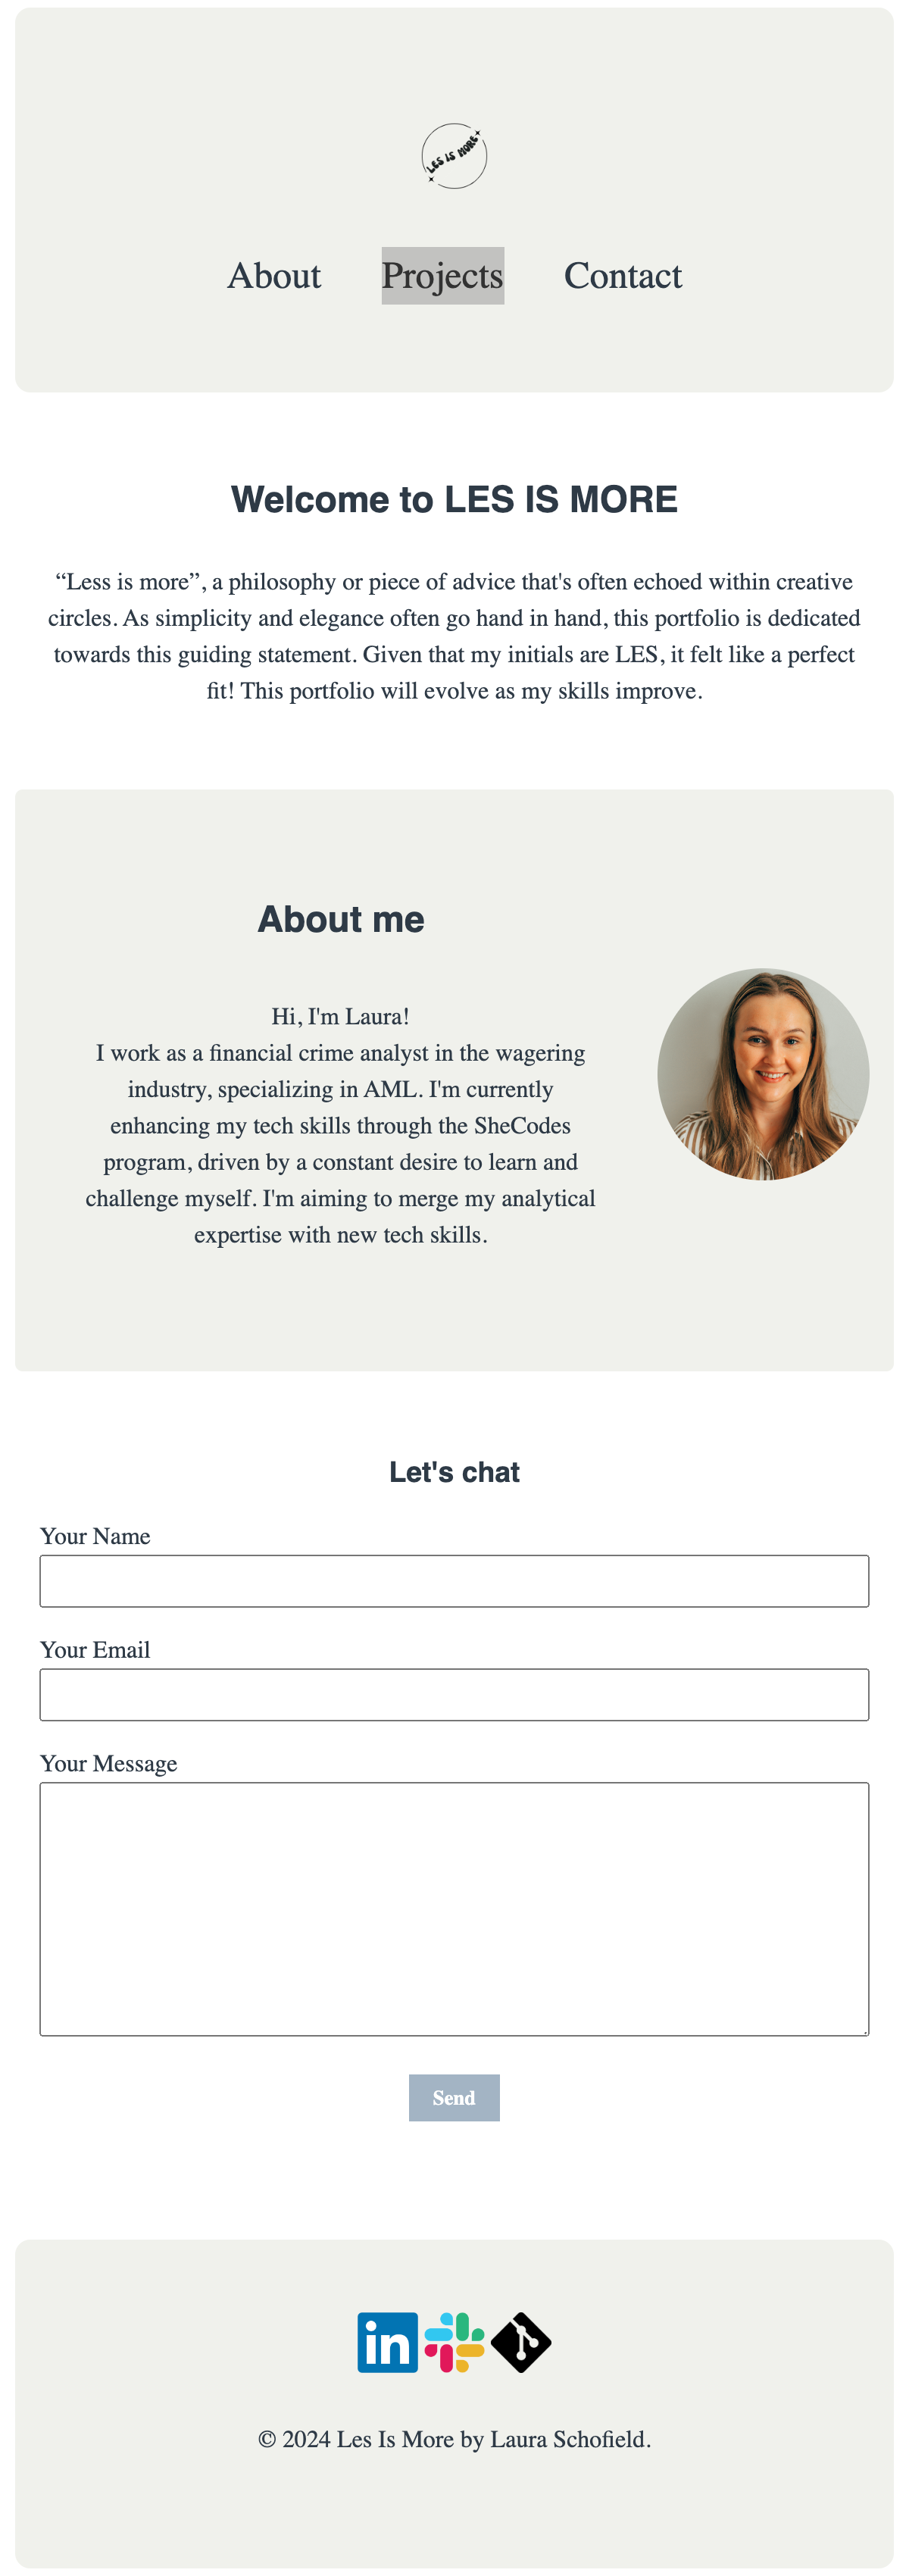 LES IS MORE
About Projects Contact
Welcome to LES IS MORE
“Less is more”, a philosophy or piece of advice that's often echoed within creative
circles. As simplicity and elegance often go hand in hand, this portfolio is dedicated
towards this guiding statement. Given that my initials are LES, it felt like a perfect
fit! This portfolio will evolve as my skills improve.
About me
Hi, I'm Laura!
I work as a financial crime analyst in the wagering
industry, specializing in AML. I'm currently
enhancing my tech skills through the SheCodes
program, driven by a constant desire to learn and
challenge myself. I'm aiming to merge my analytical
expertise with new tech skills.
Let's chat
Your Name
Your Email
Your Message
Send
in
© 2024 Les Is More by Laura Schofield.